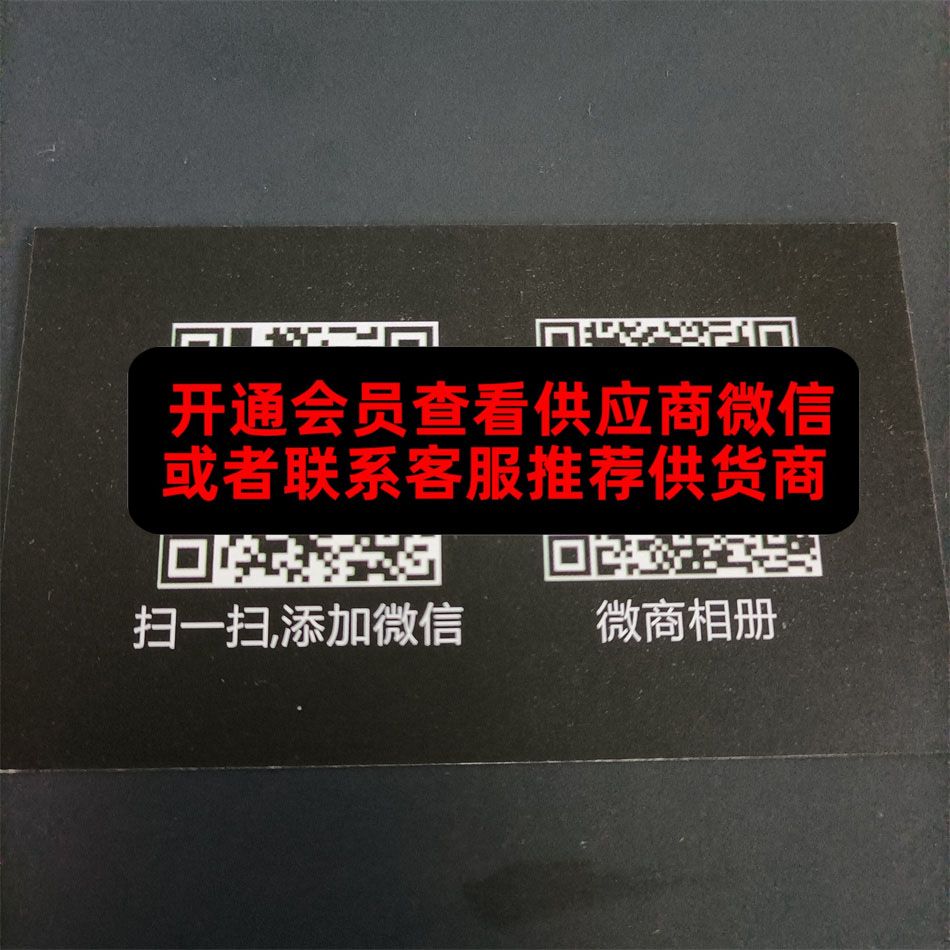 开通会员查看供应商微信
或者联系客服推荐供货商
扫一扫,添加微信
微商相册